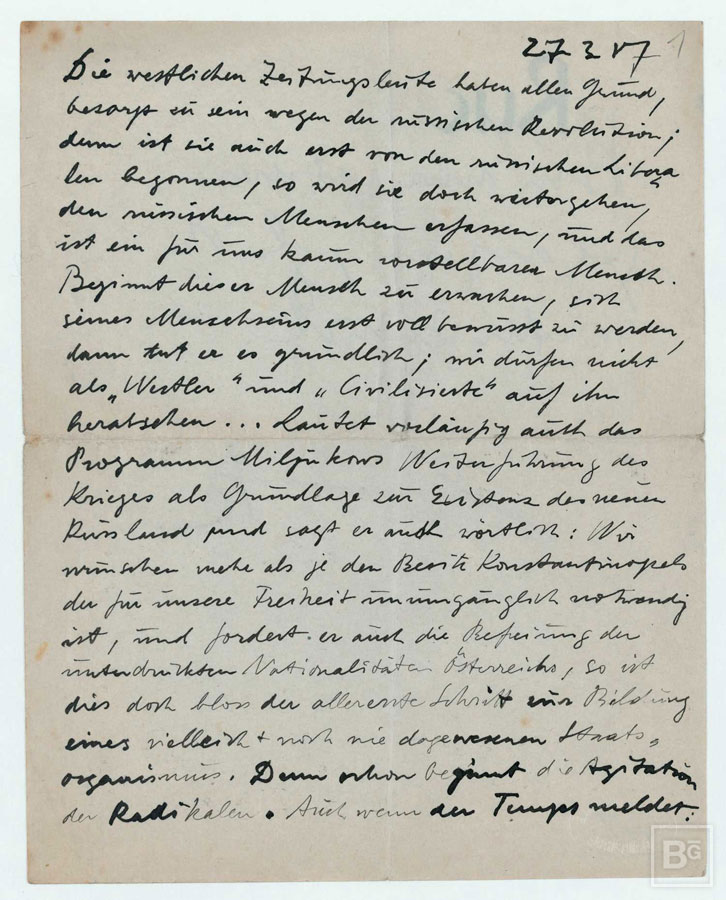 27 3 17 1
Die westlichen Zeitungsleute haben allen Grund,
besorgt zu sein wegen der russischen Revolution;
denn ist sie auch erst von den russischen Libera
len begonnen, so wird sie doch weitergehen,
den russischen Menschen erfassen, und das
ist ein für uns kaum vorstellbarer Mensch.
Beginnt dieser Mensch zu erwachen, sich
seines Menschseins erst voll bewusst zu werden,
dann tut er es gründlich; wir dürfen nicht
als „Westler“ und „Civilisierte“ auf ihn
herabsehen... Lautet vorläufig auch das
Programm Miljukows Weiterführung des
Krieges als Grundlage zur Existenz des neuen
Russland und sagt er auch wörtlich: Wir
wünschen mehr als je den Besitz Konstantinopels
der für unsere Freiheit unumgänglich notwendig
ist, und fordert er auch die Befreiung der
unterdrückten Nationalitäten Österreichs, so ist
dies doch bloss der allererste Schritt zur Bildung
eines vielleicht noch nie dagewesenen Staats-
organismus. Denn schon beginnt die Agitation
der Radikalen. Auch wenn der Temps meldet:
BG